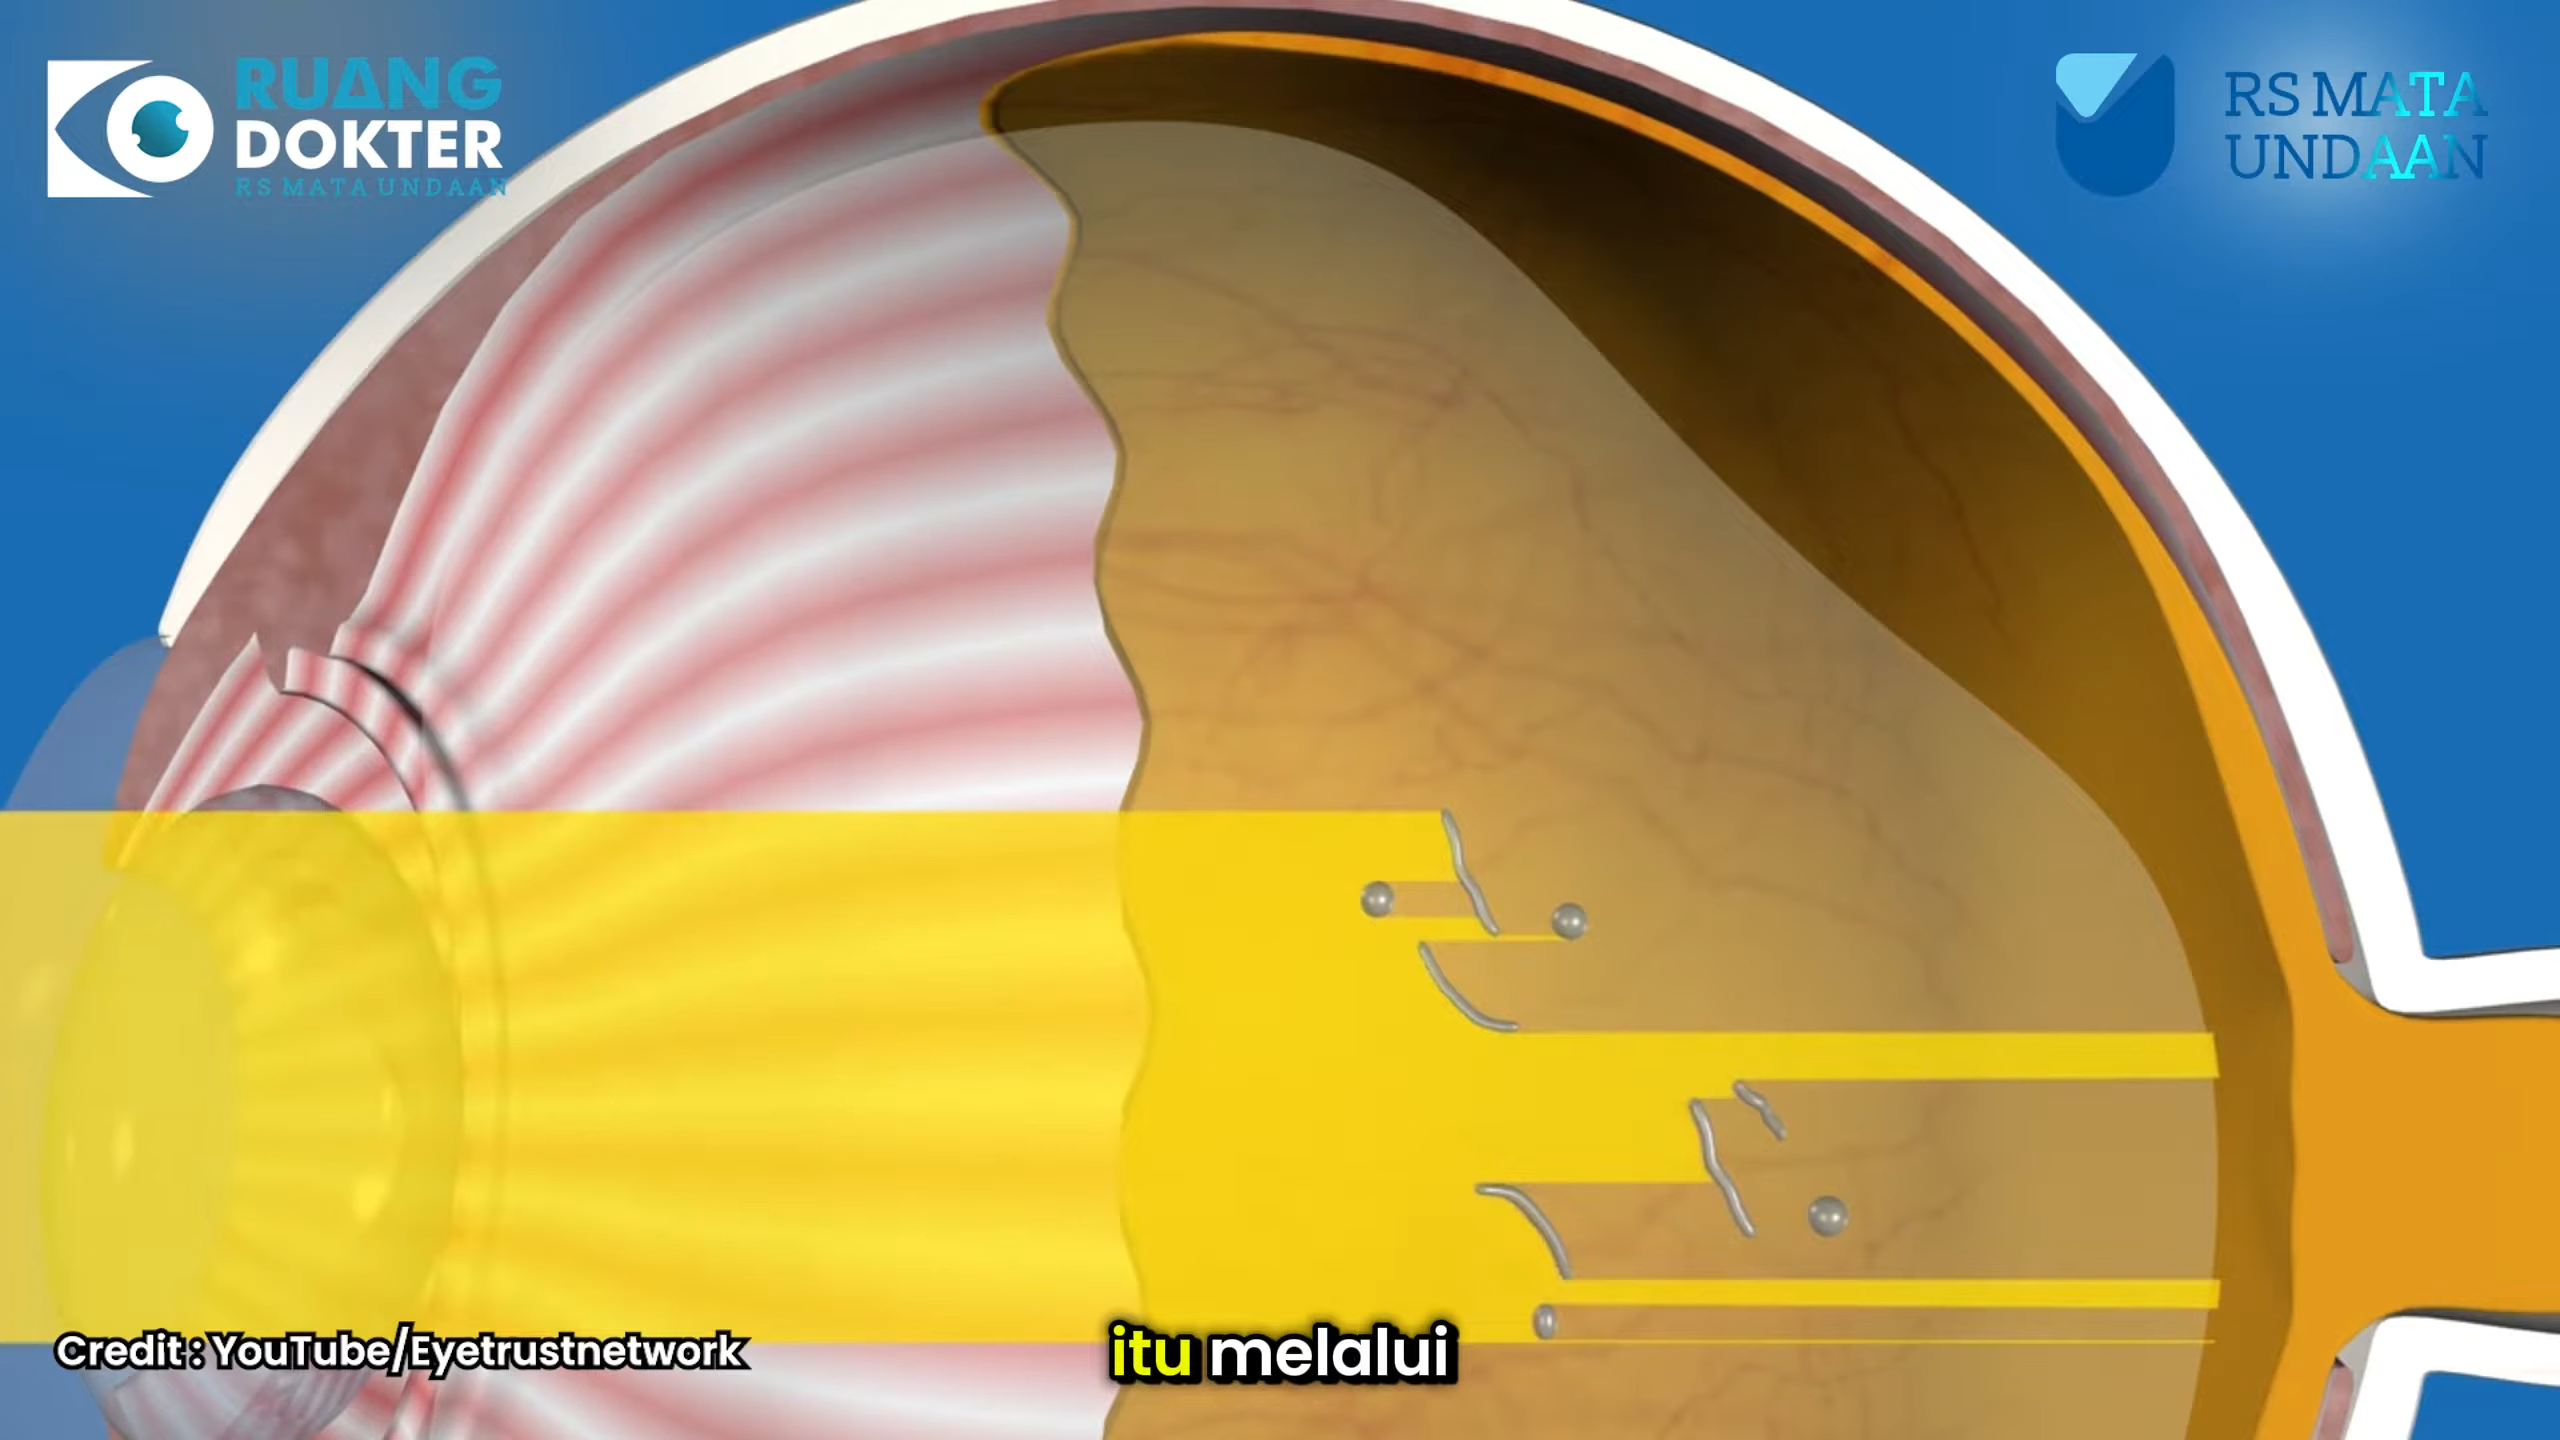 RUANG
DOKTER
RS MATA UNDAAN
RS MATA
UNDAAN
Credit : YouTube/Eyetrustnetwork
itu melalui